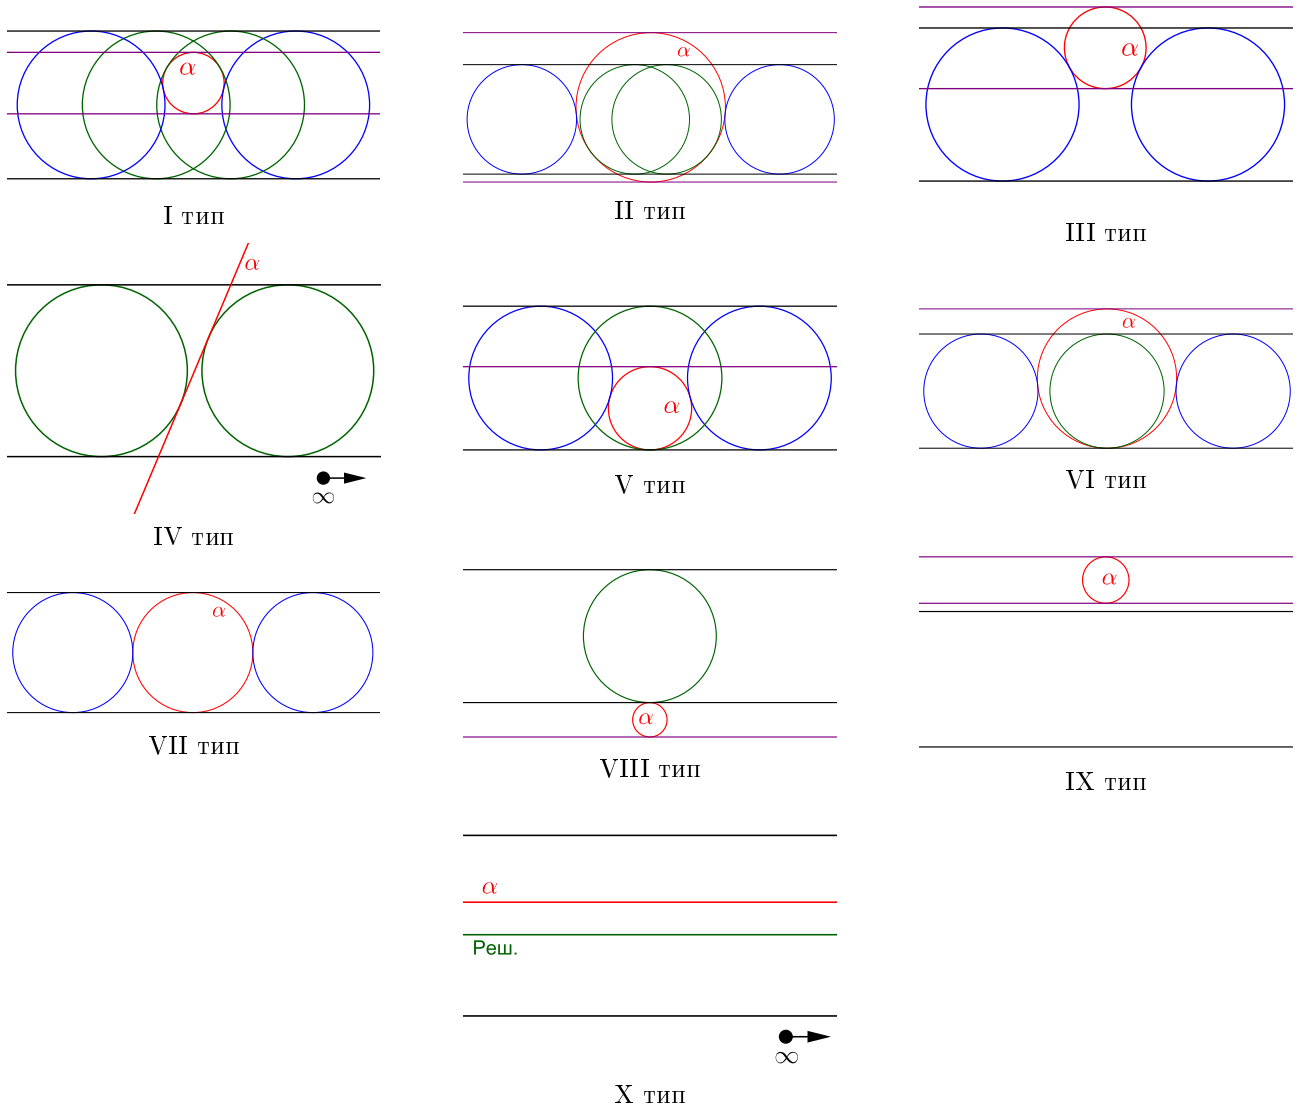 α
α
α
I тип
II тип
III тип
α
α
α
∞
IV тип
V тип
VI тип
α
α
α
VII тип
VIII тип
IX тип
α
Реш.
∞
X тип